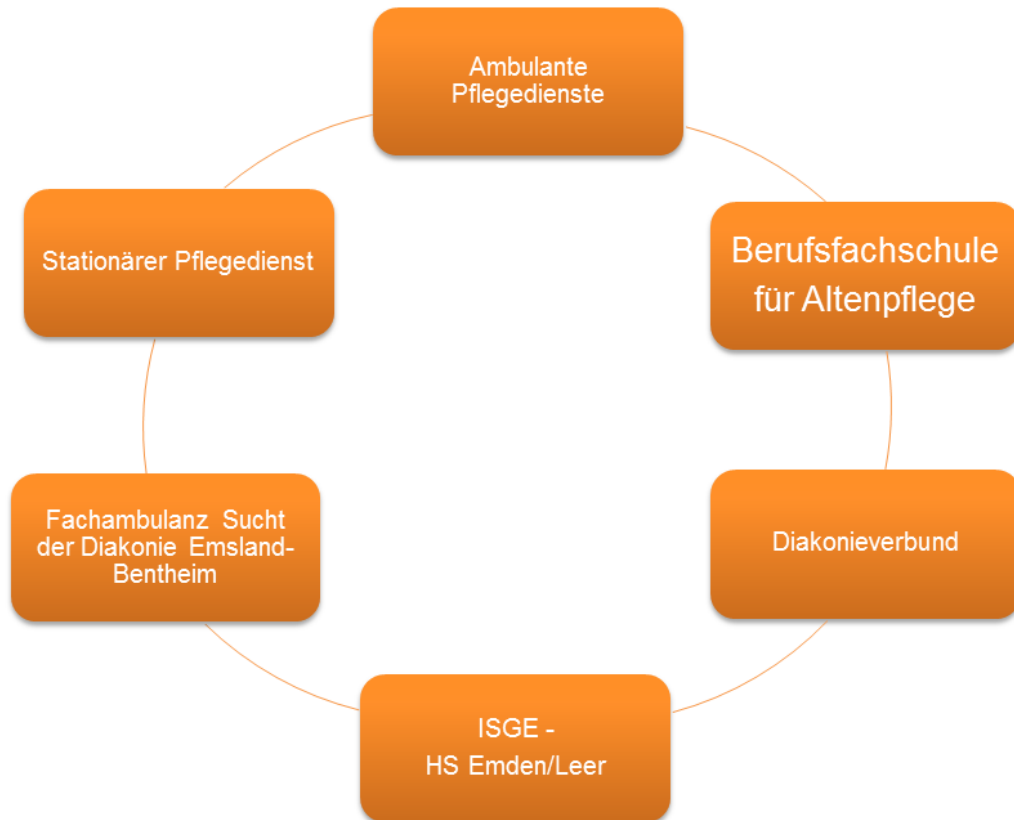 Ambulante
Pflegedienste
Berufsfachschule
für Altenpflege
Diakonieverbund
ISGE -
HS Emden/Leer
Fachambulanz Sucht
der Diakonie Emsland-
Bentheim
Stationärer Pflegedienst